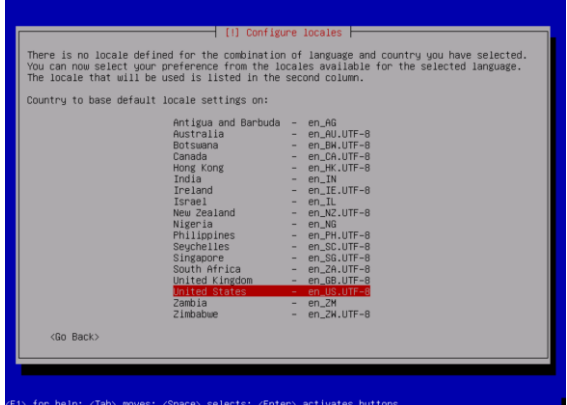 [!] Configure locales
There is no locale defined for the combination of language and country you have selected.
You can now select your preference from the locales available for the selected language.
The locale that will be used is listed in the second column.
Country to base default locale settings on:
Antigua and Barbuda - en_AG
Australia - en_AU.UTF-8
Botswana - en_BW.UTF-8
Canada - en_CA.UTF-8
Hong Kong - en_HK.UTF-8
India - en_IN
Ireland - en_IE.UTF-8
Israel - en_IL
New Zealand - en_NZ.UTF-8
Nigeria - en_NG
Philippines - en_PH.UTF-8
Seychelles - en_SC.UTF-8
Singapore - en_SG.UTF-8
South Africa - en_ZA.UTF-8
United Kingdom - en_GB.UTF-8
United States - en_US.UTF-8
Zambia - en_ZM
Zimbabwe - en_ZW.UTF-8
<Go Back>
<F1> for help; <Tab> moves; <Space> selects; <Enter> activates buttons